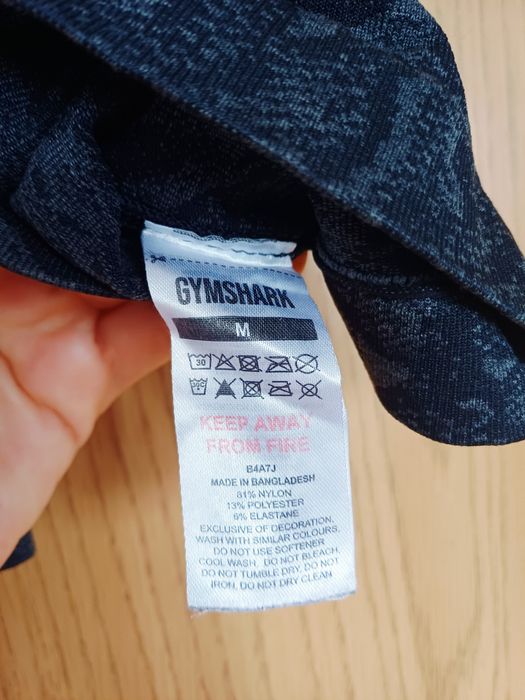 GYMSHARK
M
30
30°C
KEEP AWAY
FROM FIRE
B4A7J
MADE IN BANGLADESH
81% NYLON
13% POLYESTER
6% ELASTANE
EXCLUSIVE OF DECORATION.
WASH WITH SIMILAR COLOURS.
DO NOT USE SOFTENER
COOL WASH, DO NOT BLEACH.
DO NOT TUMBLE DRY, DO NOT
IRON, DO NOT DRY CLEAN